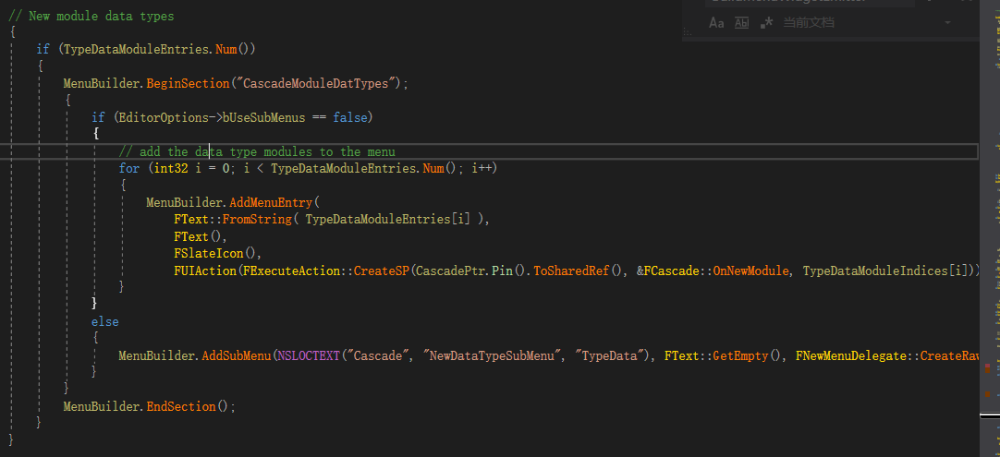 Aa Ab .* 当前文档
// New module data types
{
if (TypeDataModuleEntries.Num())
{
MenuBuilder.BeginSection("CascadeModuleDatTypes");
{
if (EditorOptions->bUseSubMenus == false)
{
// add the data type modules to the menu
for (int32 i = 0; i < TypeDataModuleEntries.Num(); i++)
{
MenuBuilder.AddMenuEntry(
FText::FromString( TypeDataModuleEntries[i] ),
FText(),
FSlateIcon(),
FUIAction(FExecuteAction::CreateSP(CascadePtr.Pin().ToSharedRef(), &FCascade::OnNewModule, TypeDataModuleIndices[i]))
}
}
else
{
MenuBuilder.AddSubMenu(NSLOCTEXT("Cascade", "NewDataTypeSubMenu", "TypeData"), FText::GetEmpty(), FNewMenuDelegate::CreateRaw
}
}
MenuBuilder.EndSection();
}
}